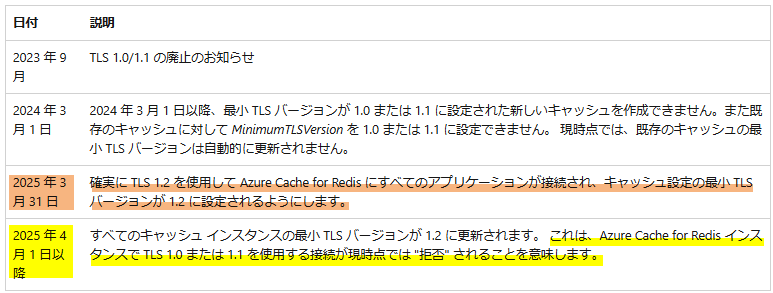 日付 説明
2023 年 9 TLS 1.0/1.1 の廃止のお知らせ
月
2024 年 3 2024 年 3 月 1 日以降、最小 TLS バージョンが 1.0 または 1.1 に設定された新しいキャッシュを作成できません。また既
月 1 日 存のキャッシュに対して MinimumTLSVersion を 1.0 または 1.1 に設定できません。 現時点では、既存のキャッシュの最
小 TLS バージョンは自動的に更新されません。
2025 年 3 確実に TLS 1.2 を使用して Azure Cache for Redis にすべてのアプリケーションが接続され、キャッシュ設定の最小 TLS
月 31 日 バージョンが 1.2 に設定されるようにします。
2025 年 4 すべてのキャッシュ インスタンスの最小 TLS バージョンが 1.2 に更新されます。 これは、Azure Cache for Redis インス
月 1 日以 タンスで TLS 1.0 または 1.1 を使用する接続が現時点では "拒否" されることを意味します。
降